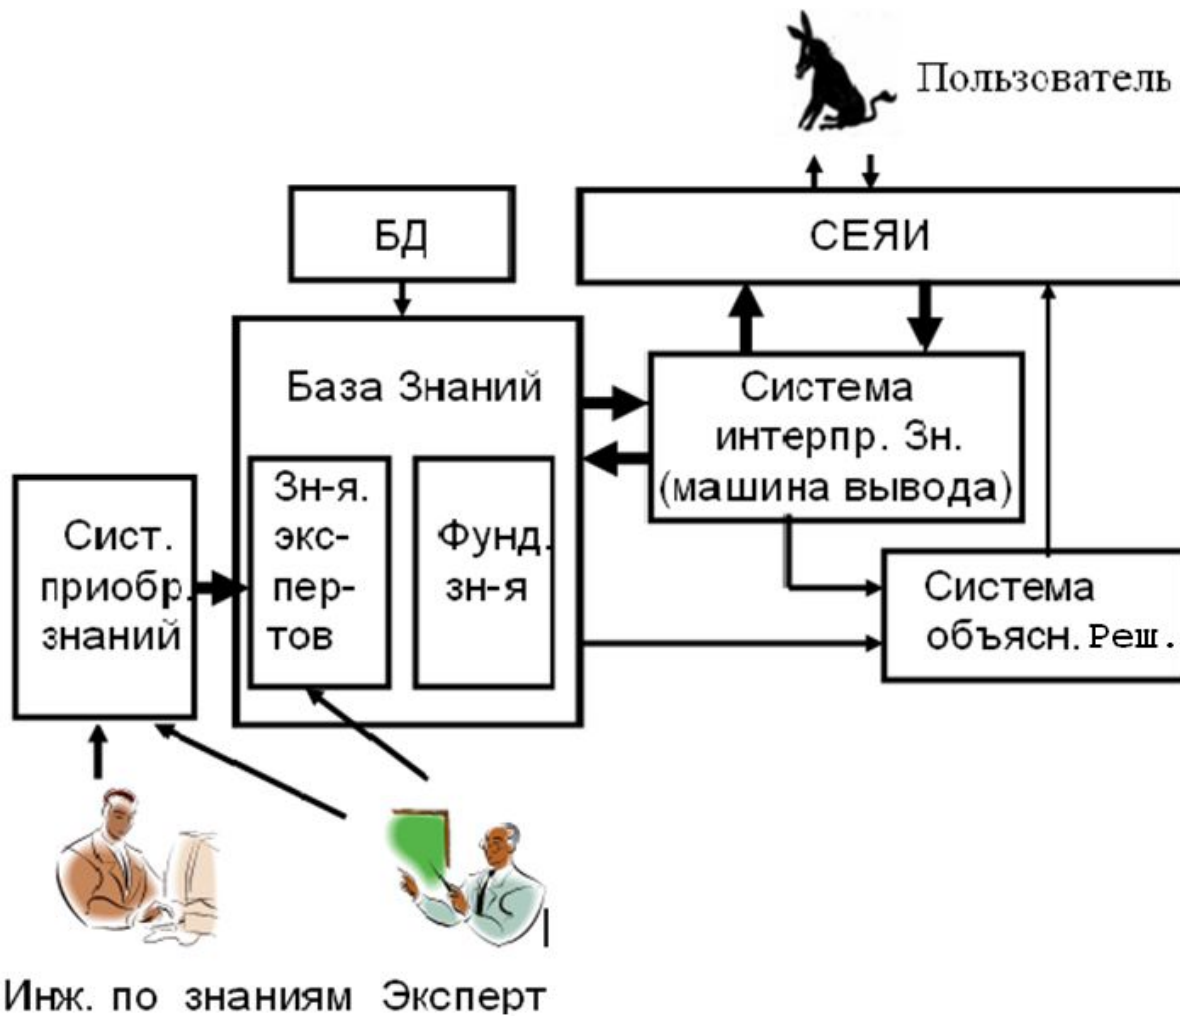 Пользователь
БД
СЕЯИ
База Знаний
Система
интерпр. Зн.
(машина вывода)
Зн-я.
экс-
пер-
тов
Фунд.
зн-я
Сист.
приобр.
знаний
Система
объясн. Реш.
Инж. по знаниям
Эксперт